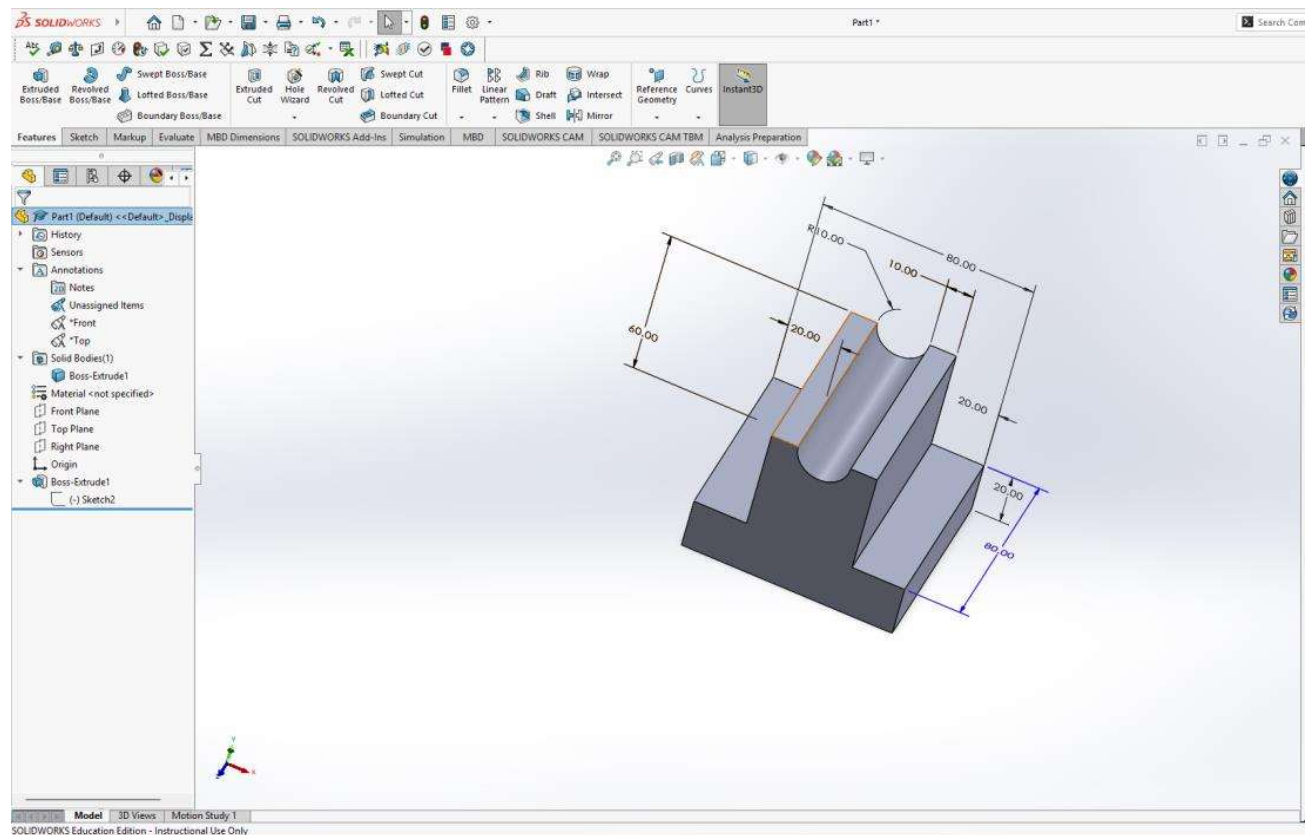 SOLIDWORKS
Part1 *
Search Com
Extruded Boss/Base
Revolved Boss/Base
Swept Boss/Base
Lofted Boss/Base
Boundary Boss/Base
Extruded Cut
Hole Wizard
Revolved Cut
Swept Cut
Lofted Cut
Boundary Cut
Fillet
Linear Pattern
Rib
Draft
Shell
Wrap
Intersect
Mirror
Reference Geometry
Curves
Instant3D
Features Sketch Markup Evaluate MBD Dimensions SOLIDWORKS Add-Ins Simulation MBD SOLIDWORKS CAM SOLIDWORKS CAM TBM Analysis Preparation
Part1 (Default) <<Default>_Displa
History
Sensors
Annotations
Notes
Unassigned Items
*Front
*Top
Solid Bodies(1)
Boss-Extrude1
Material <not specified>
Front Plane
Top Plane
Right Plane
Origin
Boss-Extrude1
(-) Sketch2
R10.00
80.00
10.00
60.00
20.00
20.00
20.00
80.00
Y
X
Model 3D Views Motion Study 1
SOLIDWORKS Education Edition - Instructional Use Only